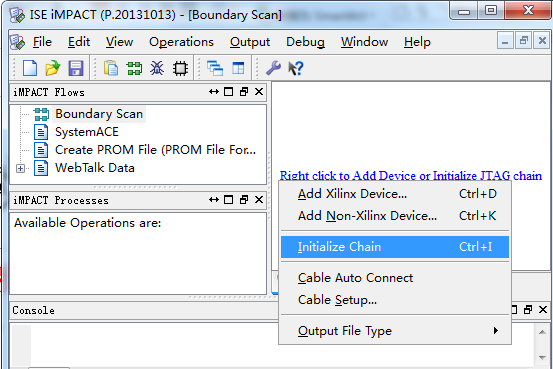 ISE iMPACT (P.20131013) - [Boundary Scan]
File Edit View Operations Output Debug Window Help
iMPACT Flows
Boundary Scan
SystemACE
Create PROM File (PROM File For...
WebTalk Data
Right click to Add Device or Initialize JTAG chain
Add Xilinx Device... Ctrl+D
Add Non-Xilinx Device... Ctrl+K
Initialize Chain Ctrl+I
Cable Auto Connect
Cable Setup...
Output File Type
iMPACT Processes
Available Operations are:
Console